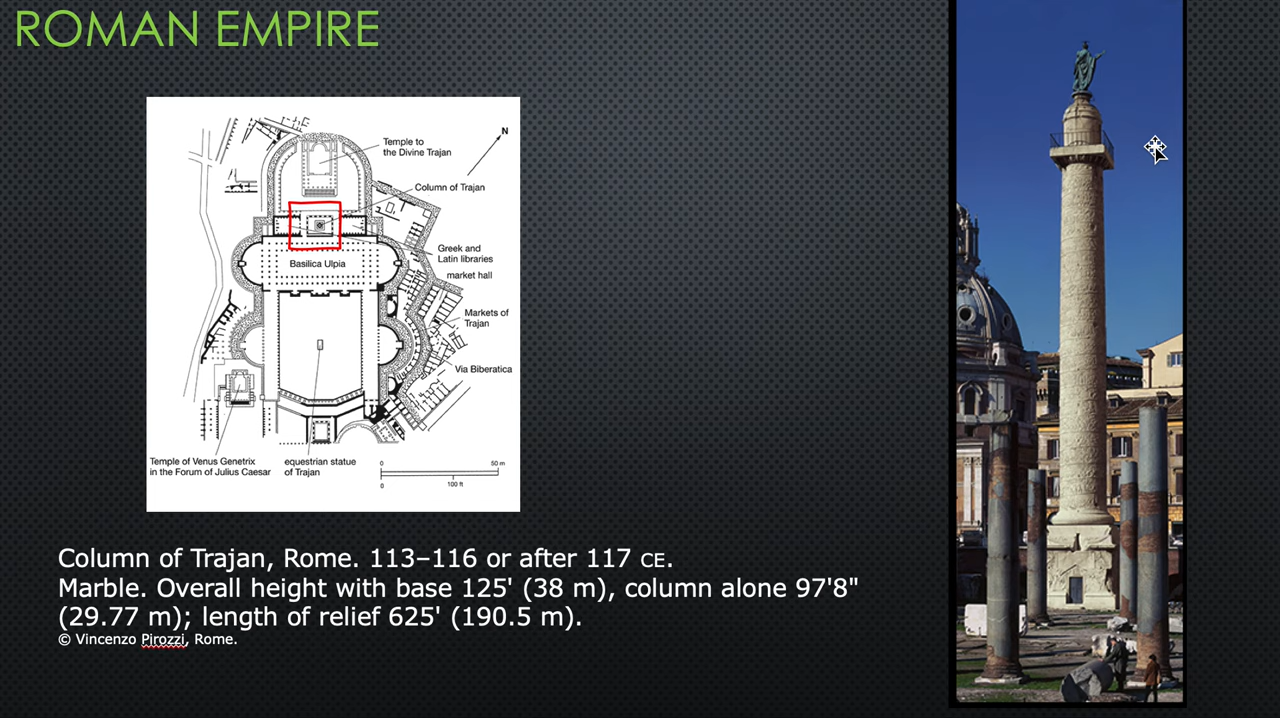 ROMAN EMPIRE
N
Temple to
the Divine Trajan
Column of Trajan
Greek and
Latin libraries
Basilica Ulpia
market hall
Markets of
Trajan
Via Biberatica
Temple of Venus Genetrix
in the Forum of Julius Caesar
equestrian statue
of Trajan
0 50 m
0 100 ft
Column of Trajan, Rome. 113–116 or after 117 CE.
Marble. Overall height with base 125' (38 m), column alone 97'8"
(29.77 m); length of relief 625' (190.5 m).
© Vincenzo Pirozzi, Rome.